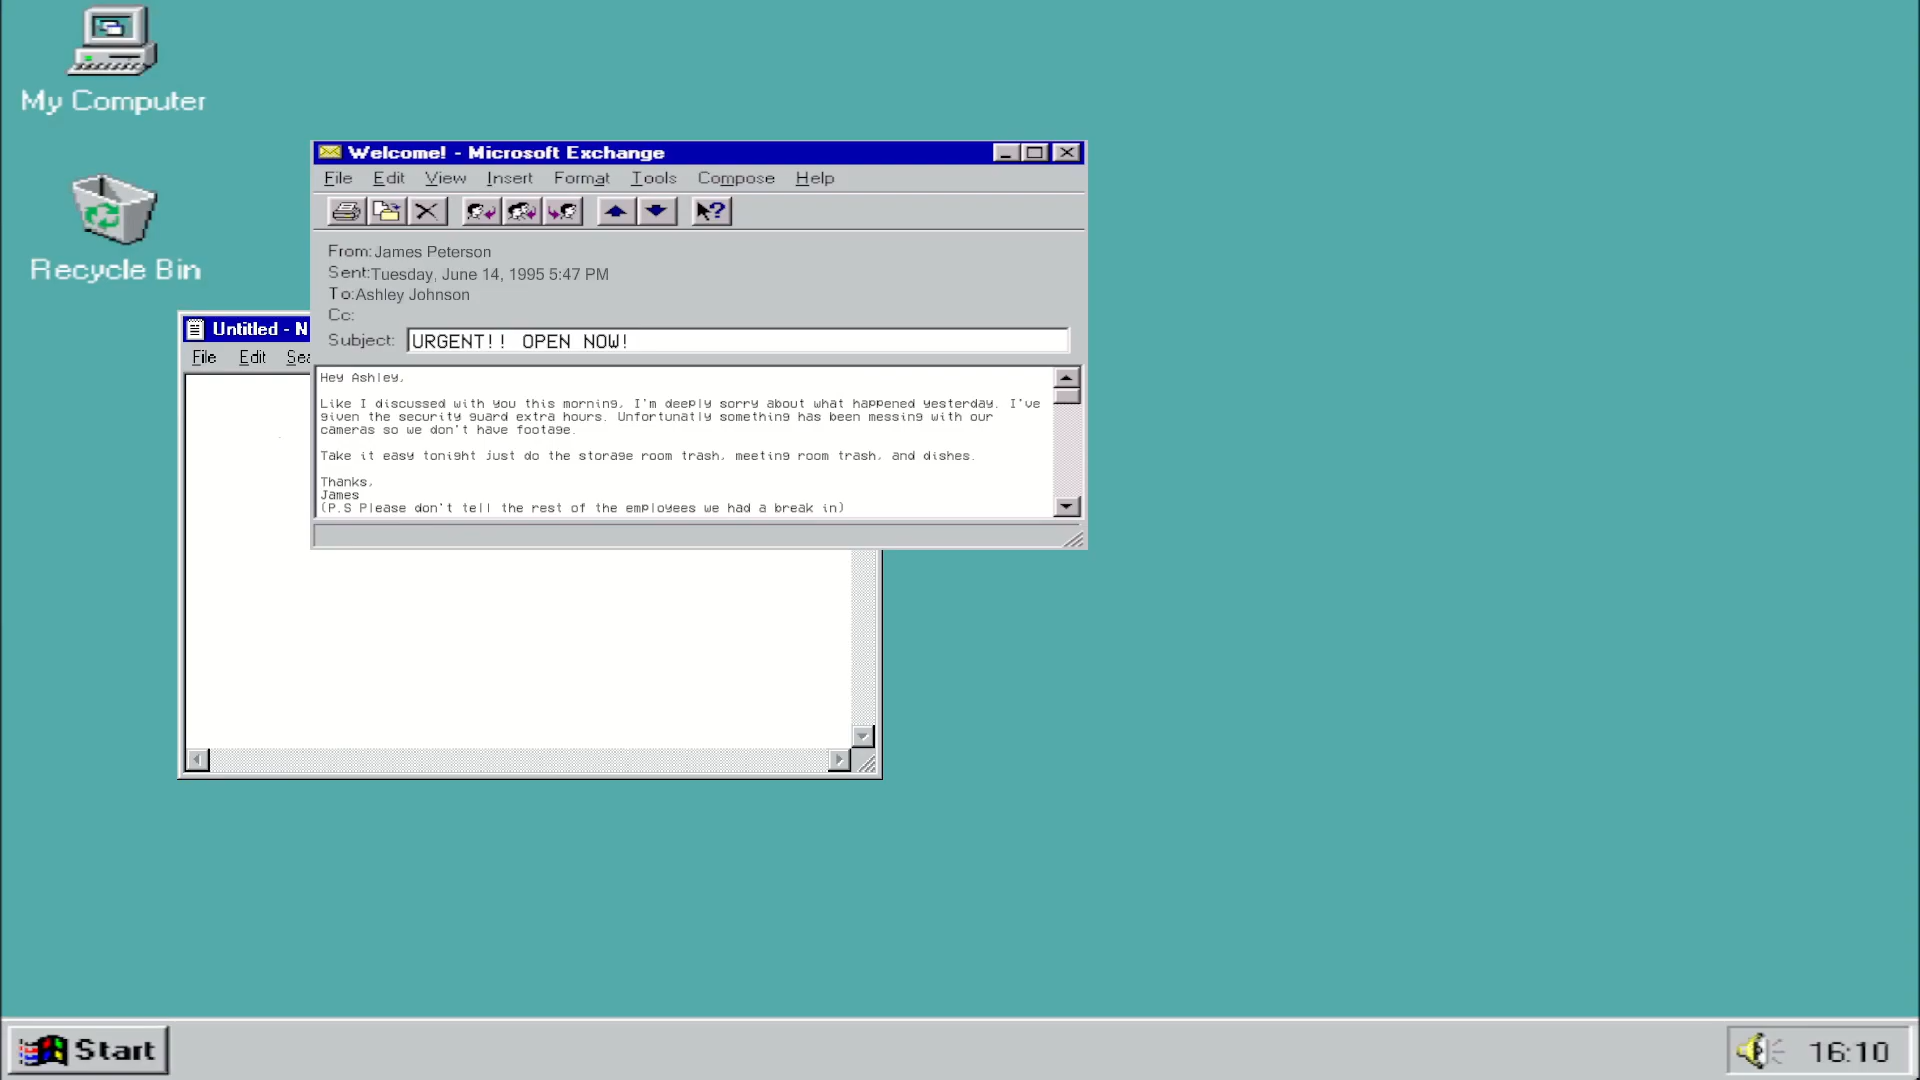 My Computer
Recycle Bin
Welcome! - Microsoft Exchange
File Edit View Insert Format Tools Compose Help
From: James Peterson
Sent: Tuesday, June 14, 1995 5:47 PM
To: Ashley Johnson
Cc:
Subject: URGENT!! OPEN NOW!
Hey Ashley,
Like I discussed with you this morning, I'm deeply sorry about what happened yesterday. I've
given the security guard extra hours. Unfortunatly something has been messing with our
cameras so we don't have footage.
Take it easy tonight just do the storage room trash, meeting room trash, and dishes.
Thanks,
James
(P.S Please don't tell the rest of the employees we had a break in)
Untitled - N
File Edit Sea
Start
16:10